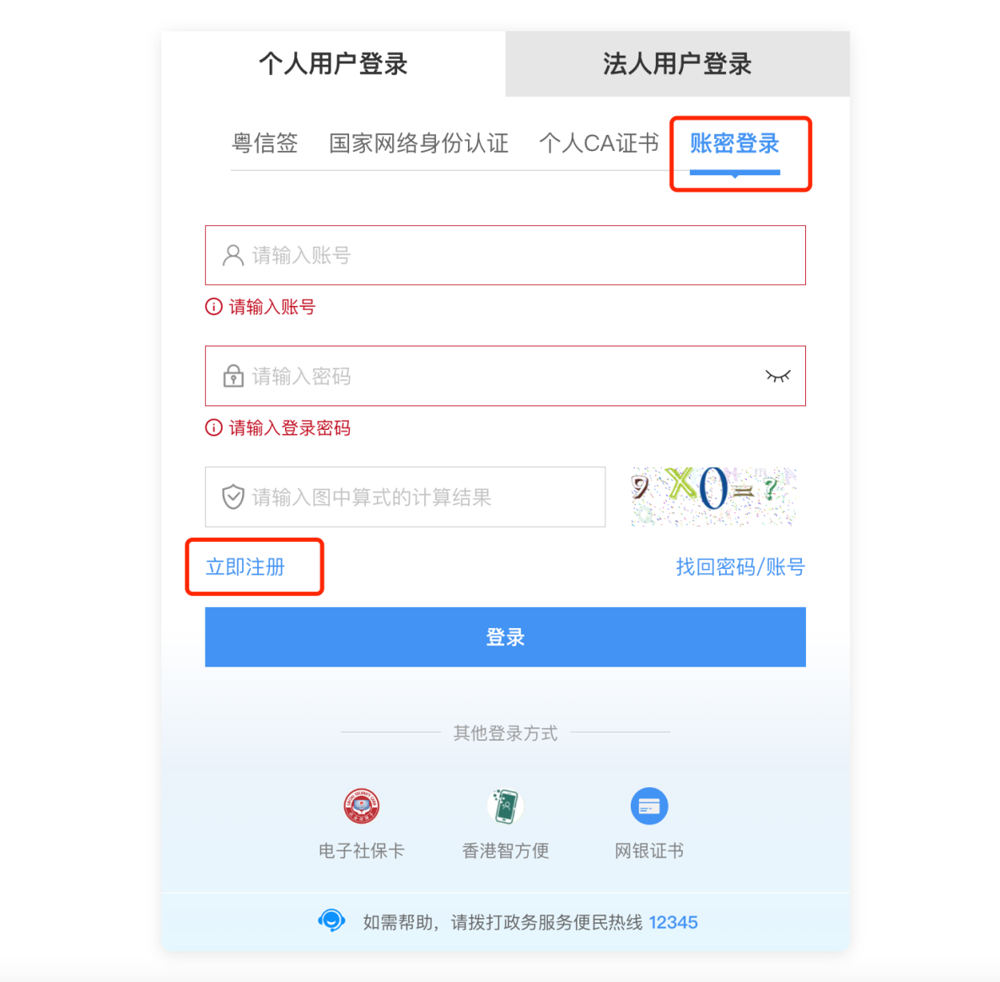 个人用户登录 法人用户登录
粤信签 国家网络身份认证 个人CA证书 账密登录
请输入账号
请输入账号
请输入密码
请输入登录密码
请输入图中算式的计算结果 9X0=?
立即注册 找回密码/账号
登录
其他登录方式
电子社保卡 香港智方便 网银证书
如需帮助，请拨打政务服务便民热线 12345